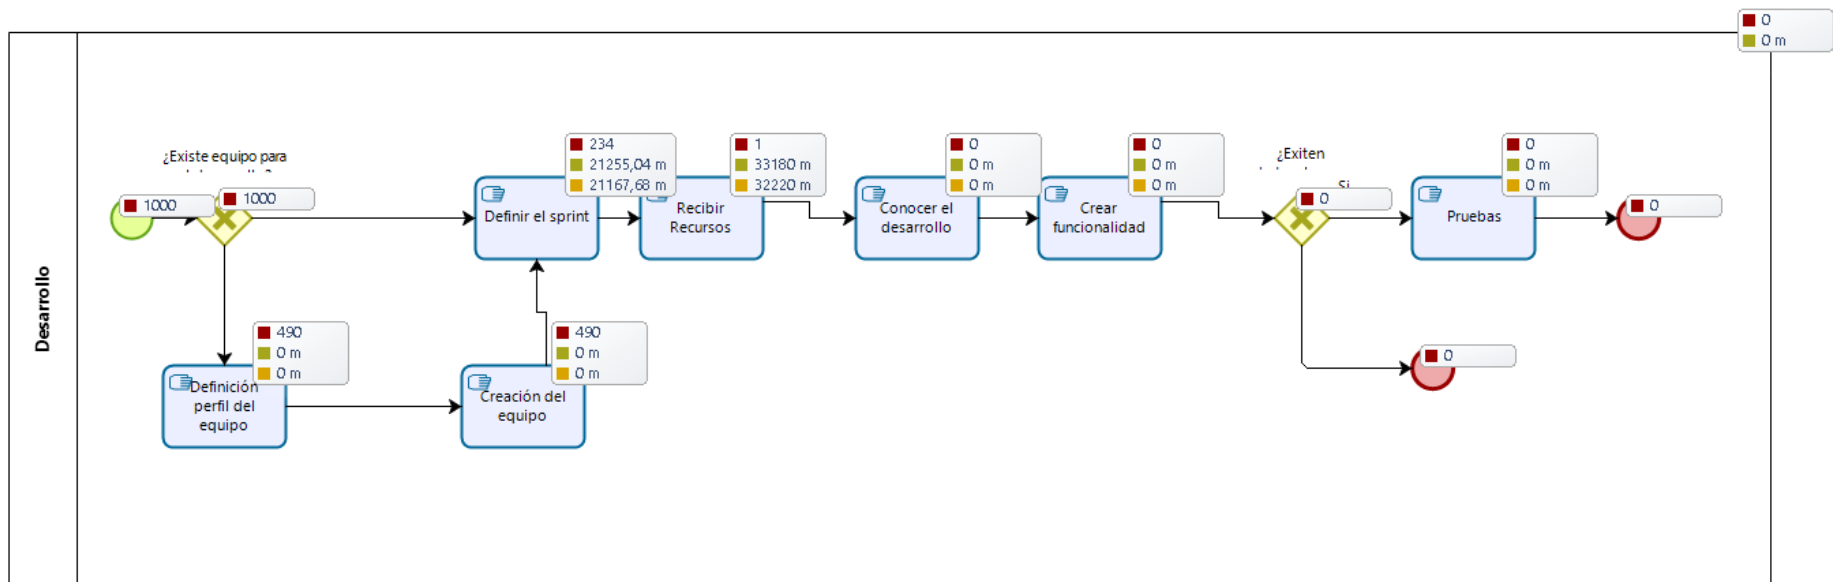 0
0 m
Desarrollo
¿Existe equipo para
1000
1000
234
21255,04 m
21167,68 m
Definir el sprint
1
33180 m
32220 m
Recibir
Recursos
0
0 m
0 m
Conocer el
desarrollo
0
0 m
0 m
Crear
funcionalidad
¿Exiten
Si
0
0
0 m
0 m
Pruebas
0
490
0 m
0 m
Definición
perfil del
equipo
490
0 m
0 m
Creación del
equipo
0